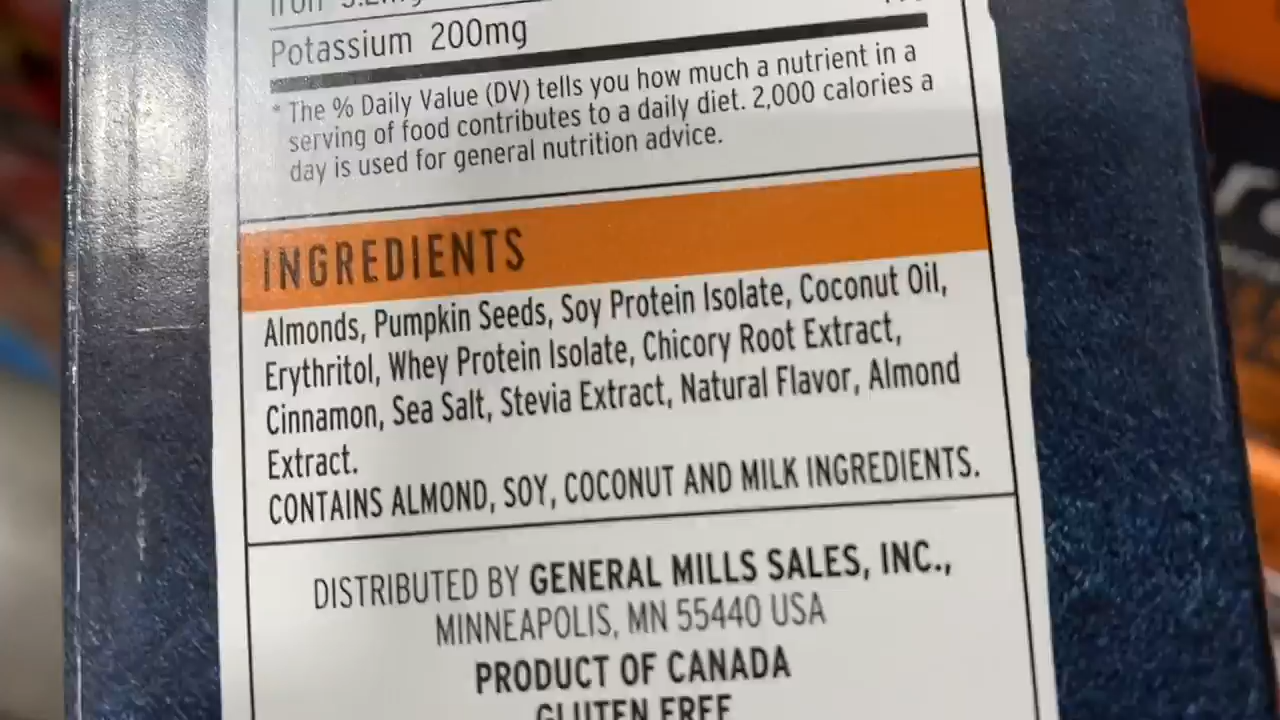 Potassium 200mg
* The % Daily Value (DV) tells you how much a nutrient in a
serving of food contributes to a daily diet. 2,000 calories a
day is used for general nutrition advice.
INGREDIENTS
Almonds, Pumpkin Seeds, Soy Protein Isolate, Coconut Oil,
Erythritol, Whey Protein Isolate, Chicory Root Extract,
Cinnamon, Sea Salt, Stevia Extract, Natural Flavor, Almond
Extract.
CONTAINS ALMOND, SOY, COCONUT AND MILK INGREDIENTS.
DISTRIBUTED BY GENERAL MILLS SALES, INC.,
MINNEAPOLIS, MN 55440 USA
PRODUCT OF CANADA
GLUTEN FREE